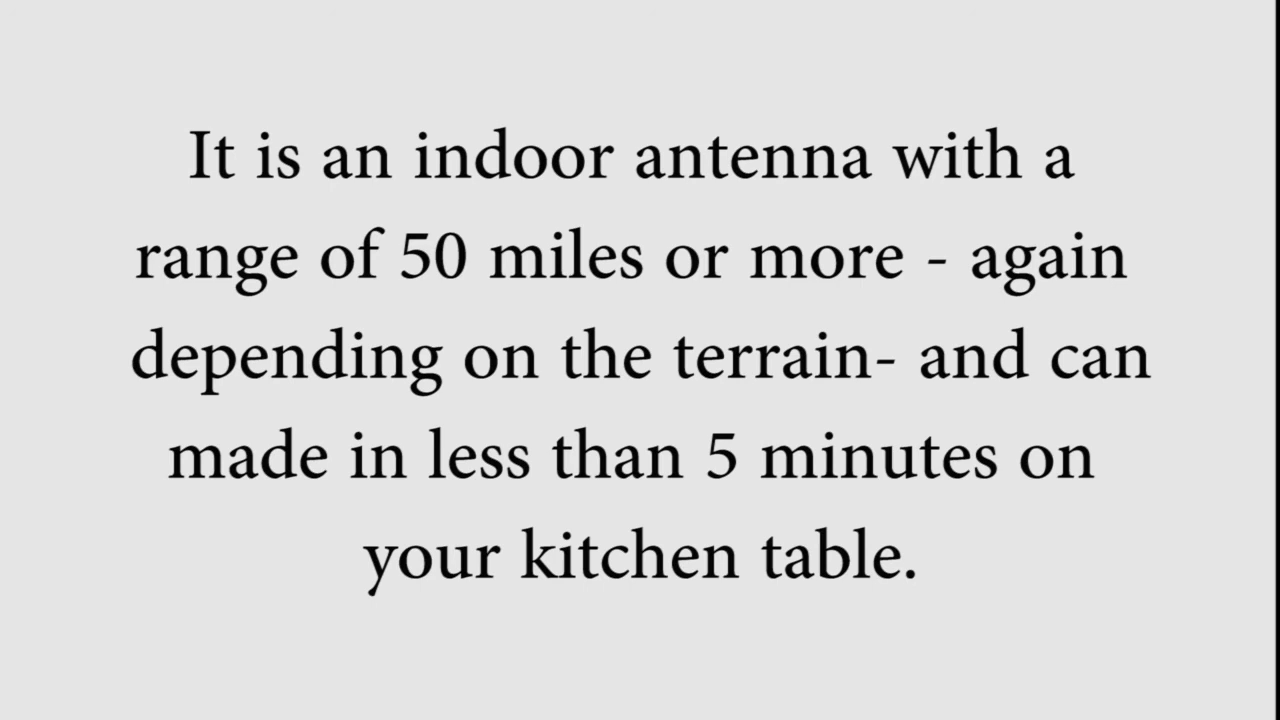 It is an indoor antenna with a
range of 50 miles or more - again
depending on the terrain- and can
made in less than 5 minutes on
your kitchen table.